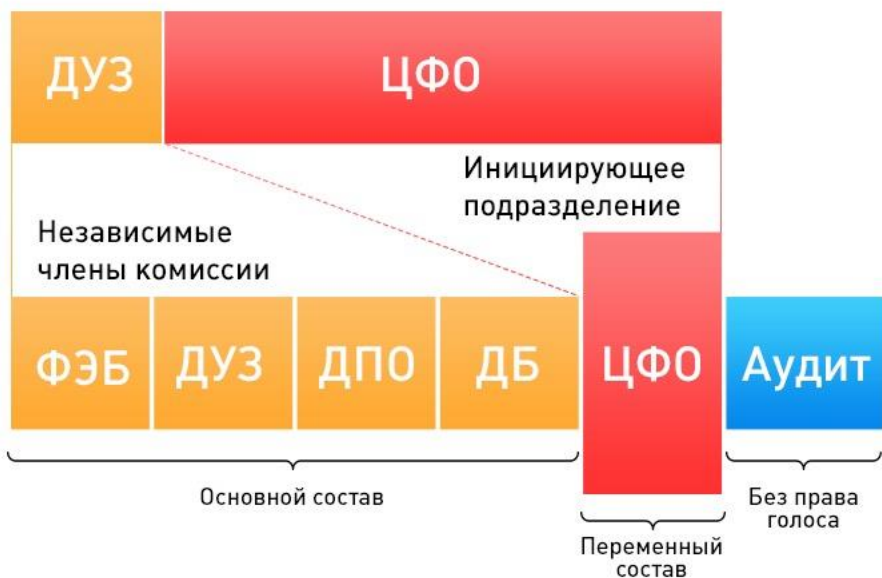 ДУЗ
ЦФО
Инициирующее
подразделение
Независимые
члены комиссии
ФЭБ
ДУЗ
ДПО
ДБ
ЦФО
Аудит
Основной состав
Переменный
состав
Без права
голоса